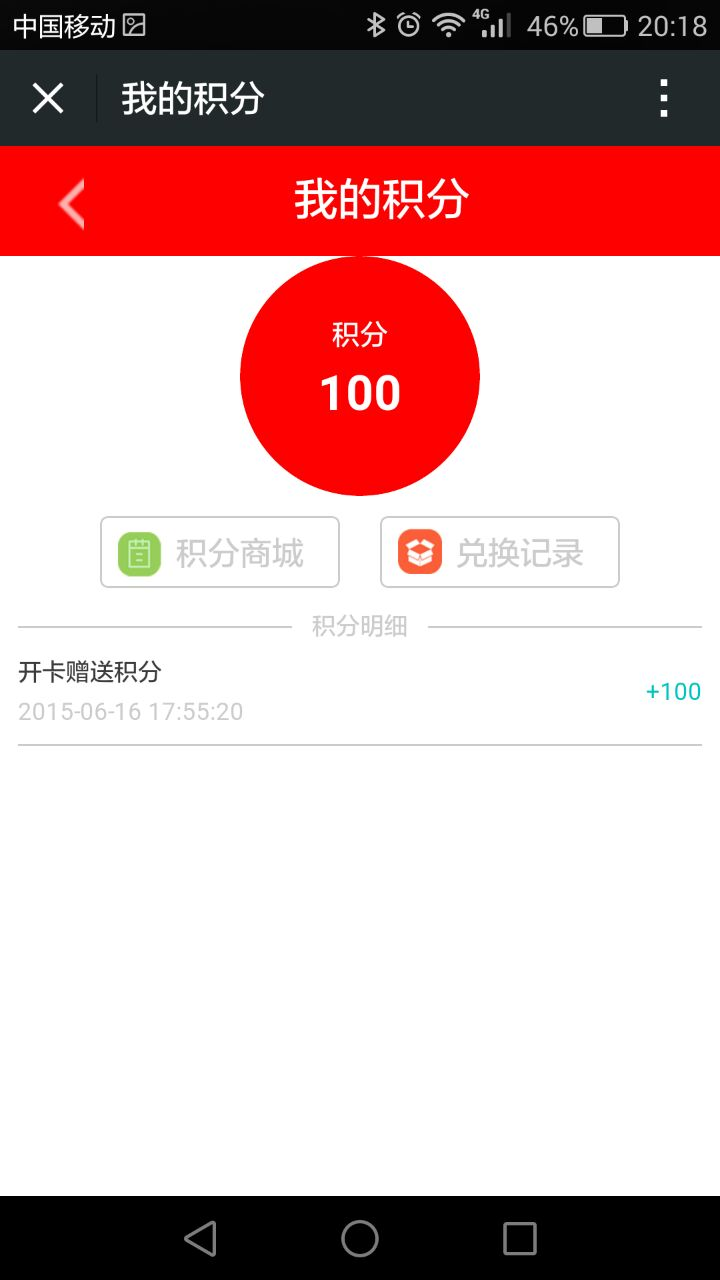 中国移动 4G 46% 20:18
我的积分
我的积分
积分
100
积分商城 兑换记录
积分明细
开卡赠送积分
+100
2015-06-16 17:55:20